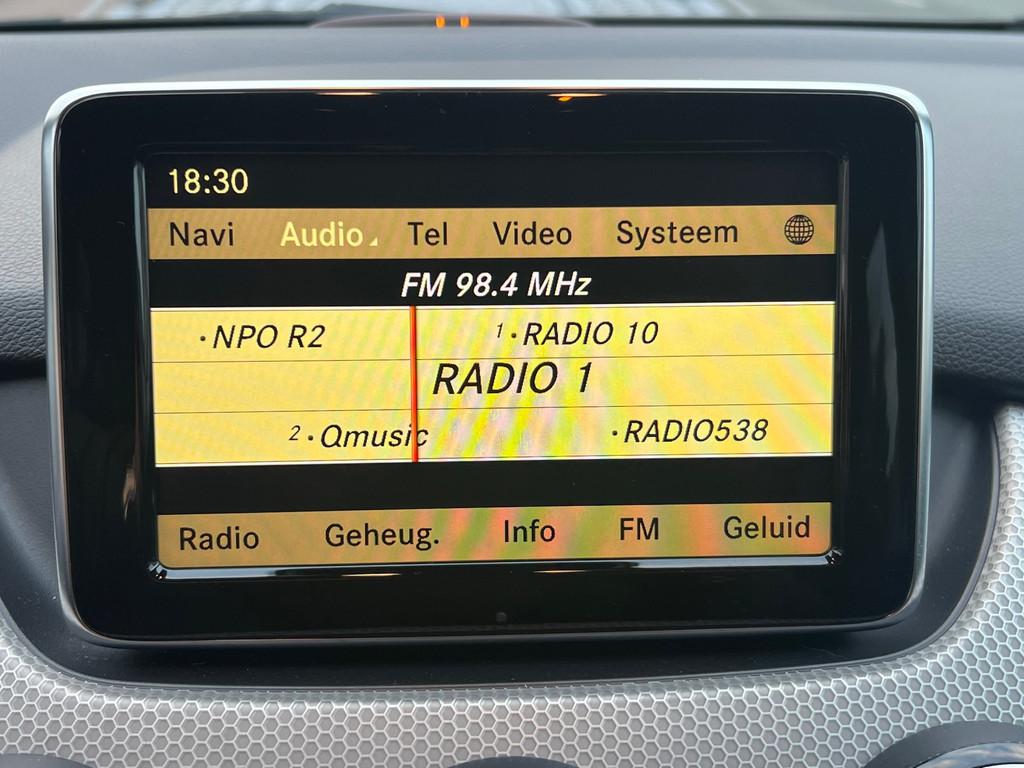 18:30
Navi Audio Tel Video Systeem
FM 98.4 MHz
·NPO R2 1·RADIO 10
RADIO 1
2·Qmusic ·RADIO538
Radio Geheug. Info FM Geluid